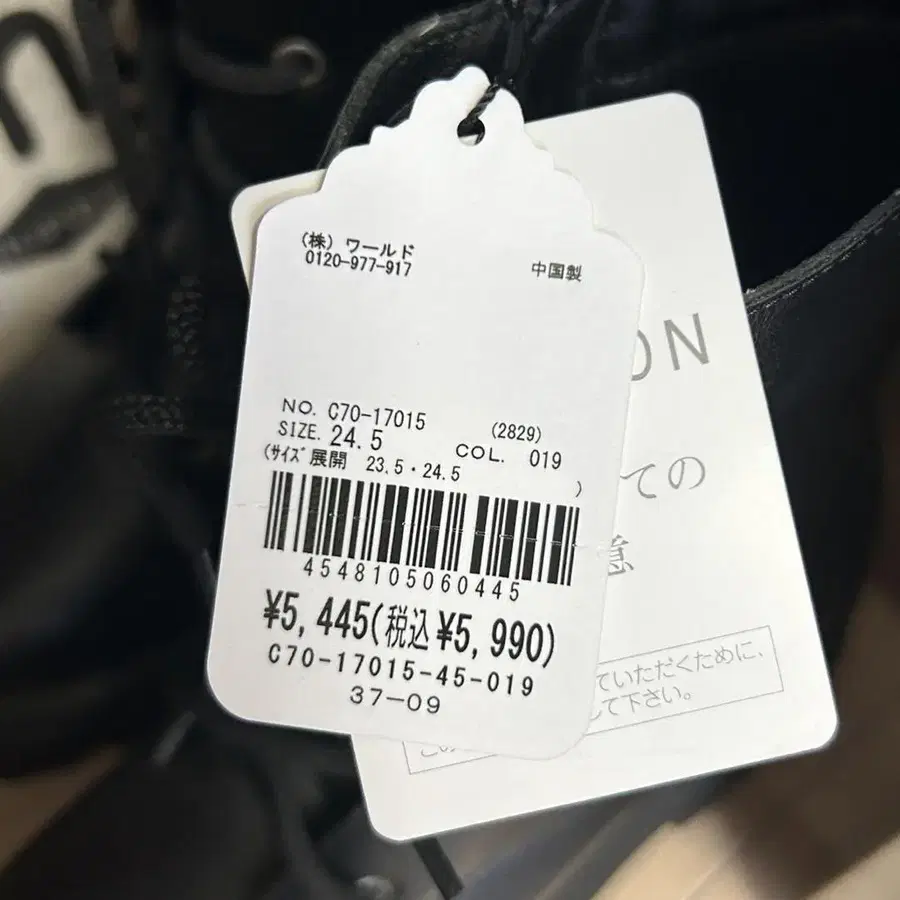 (株) ワールド
0120-977-917
中国製
NO. C70-17015 (2829)
SIZE. 24.5 COL. 019
(サイズ展開 23.5・24.5 )
4548105060445
¥5,445(税込¥5,990)
C70-17015-45-019
37-09
ON
ての
意
ていただくために、
して下さい。